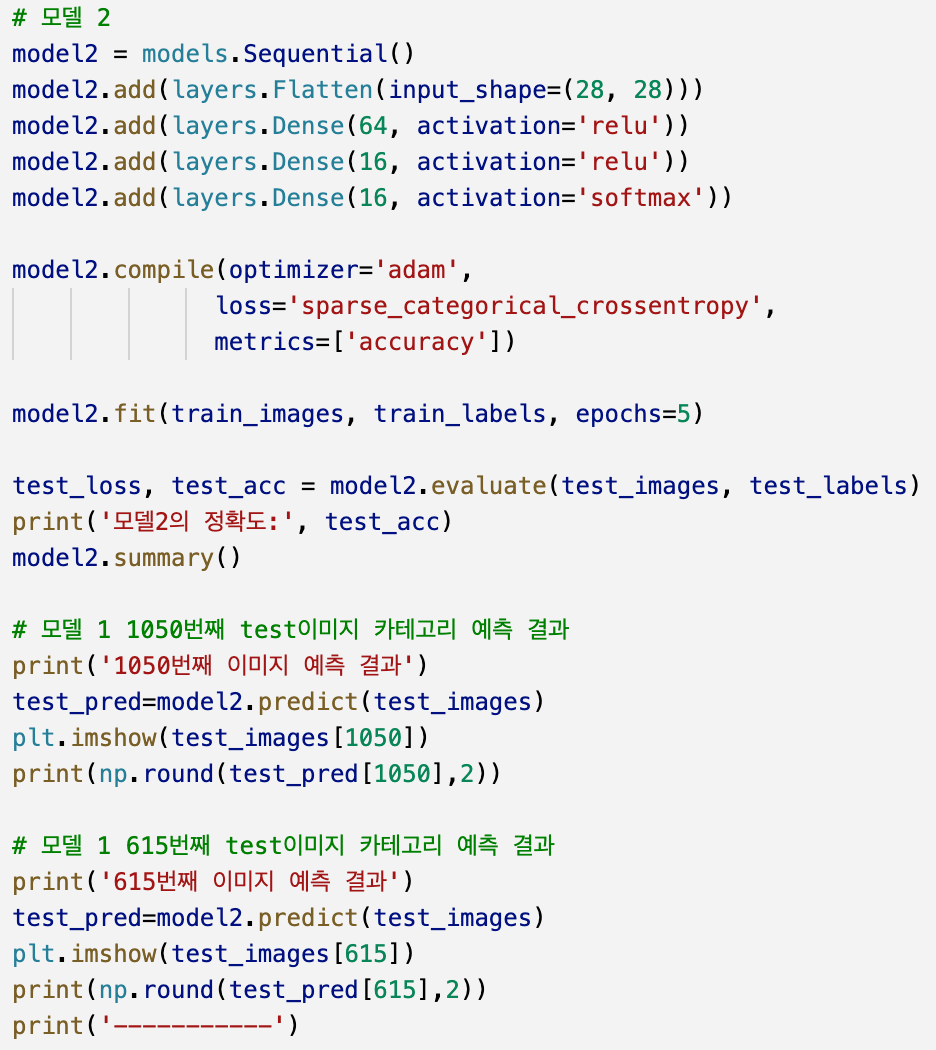 # 모델 2
model2 = models.Sequential()
model2.add(layers.Flatten(input_shape=(28, 28)))
model2.add(layers.Dense(64, activation='relu'))
model2.add(layers.Dense(16, activation='relu'))
model2.add(layers.Dense(16, activation='softmax'))
model2.compile(optimizer='adam',
loss='sparse_categorical_crossentropy',
metrics=['accuracy'])
model2.fit(train_images, train_labels, epochs=5)
test_loss, test_acc = model2.evaluate(test_images, test_labels)
print('모델2의 정확도:', test_acc)
model2.summary()
# 모델 1 1050번째 test이미지 카테고리 예측 결과
print('1050번째 이미지 예측 결과')
test_pred=model2.predict(test_images)
plt.imshow(test_images[1050])
print(np.round(test_pred[1050],2))
# 모델 1 615번째 test이미지 카테고리 예측 결과
print('615번째 이미지 예측 결과')
test_pred=model2.predict(test_images)
plt.imshow(test_images[615])
print(np.round(test_pred[615],2))
print('-----------')